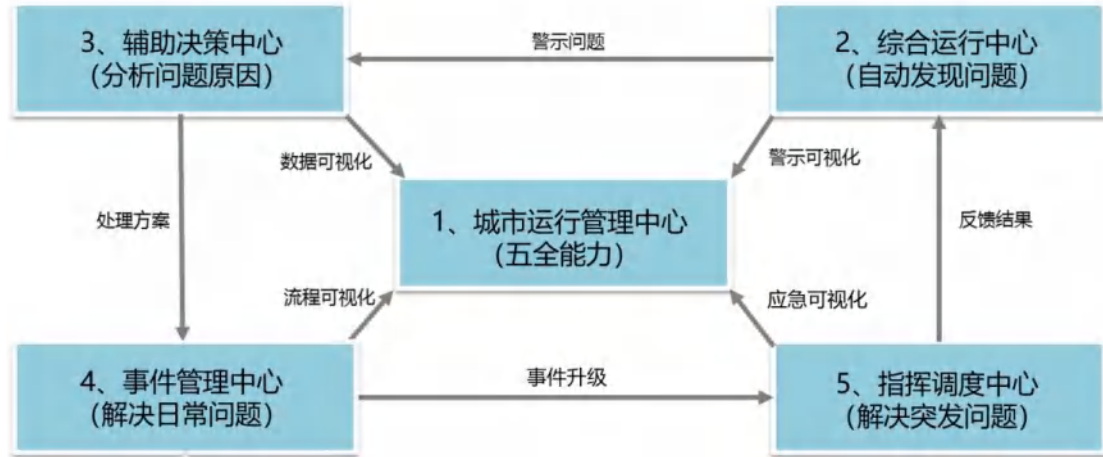 3、辅助决策中心
（分析问题原因）
警示问题
2、综合运行中心
（自动发现问题）
数据可视化
警示可视化
处理方案
1、城市运行管理中心
（五全能力）
反馈结果
流程可视化
应急可视化
4、事件管理中心
（解决日常问题）
事件升级
5、指挥调度中心
（解决突发问题）